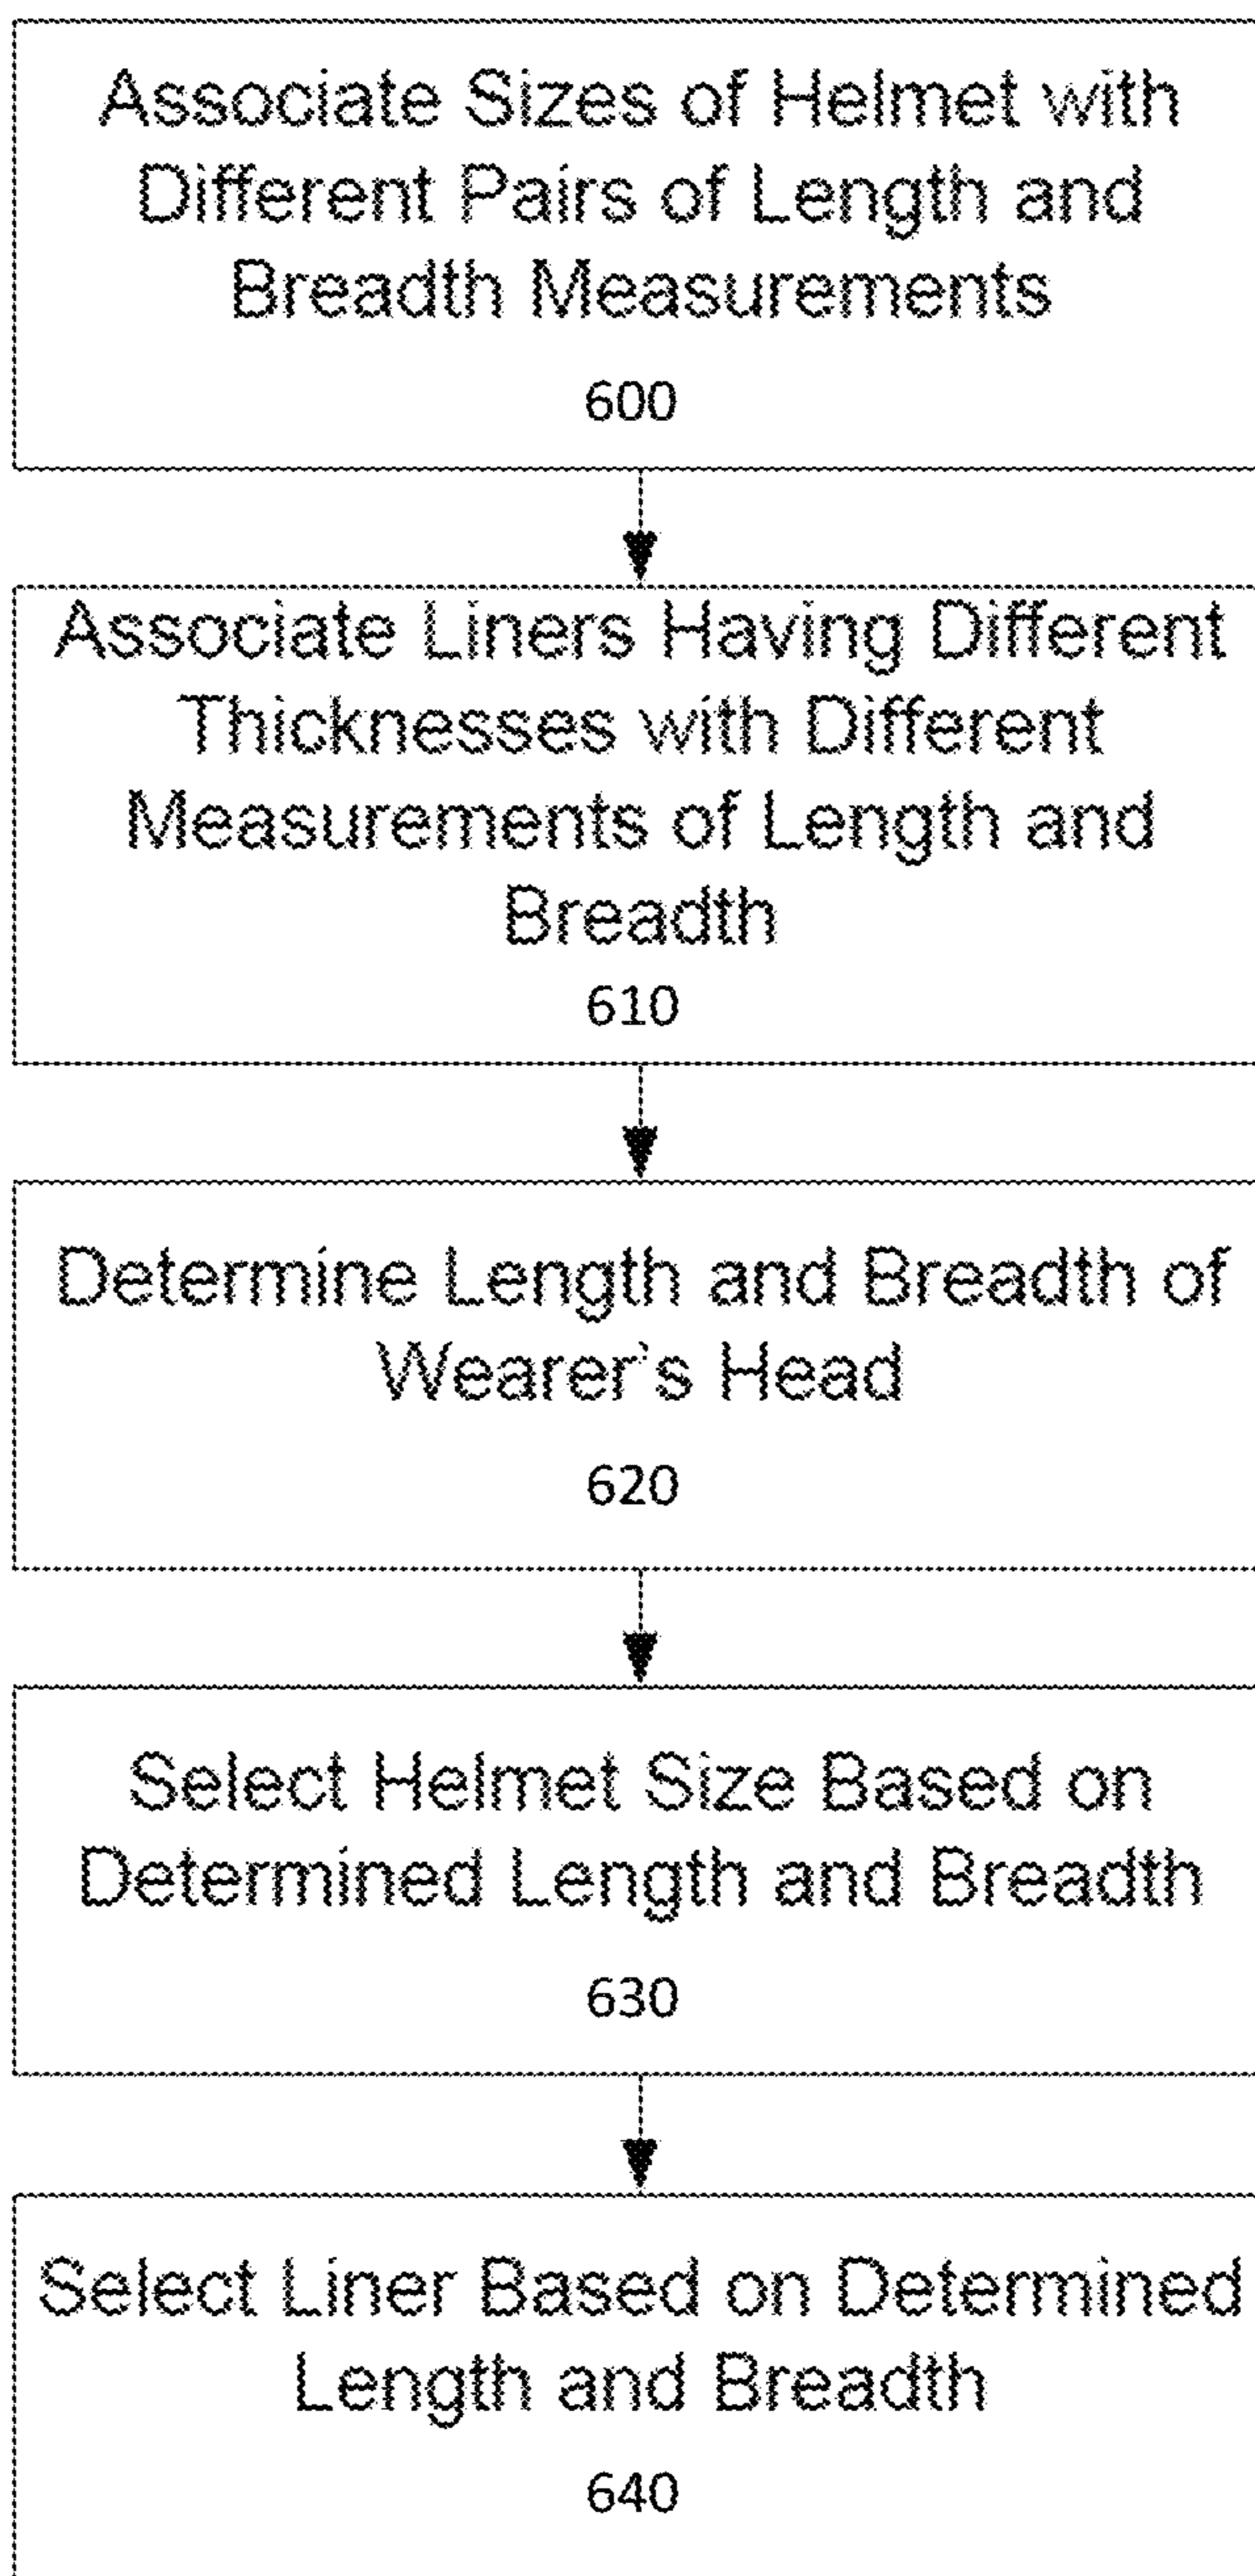 Associate Sizes of Helmet with
Different Pairs of Length and
Breadth Measurements
600
Associate Liners Having Different
Thicknesses with Different
Measurements of Length and
Breadth
610
Determine Length and Breadth of
Wearer's Head
620
Select Helmet Size Based on
Determined Length and Breadth
630
Select Liner Based on Determined
Length and Breadth
640